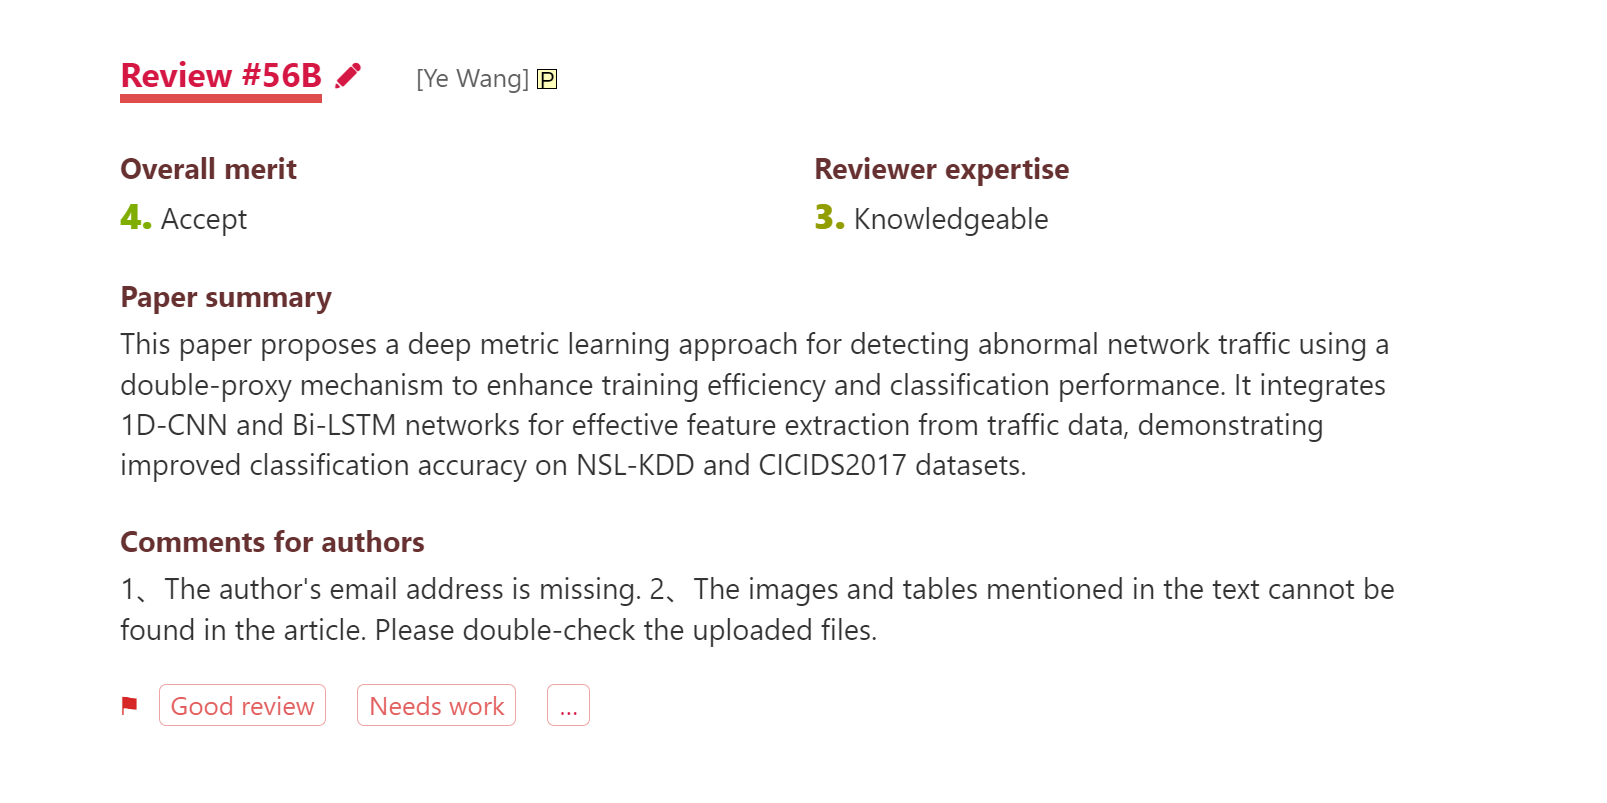 Review #56B [Ye Wang] P
Overall merit
4. Accept
Reviewer expertise
3. Knowledgeable
Paper summary
This paper proposes a deep metric learning approach for detecting abnormal network traffic using a
double-proxy mechanism to enhance training efficiency and classification performance. It integrates
1D-CNN and Bi-LSTM networks for effective feature extraction from traffic data, demonstrating
improved classification accuracy on NSL-KDD and CICIDS2017 datasets.
Comments for authors
1、The author's email address is missing. 2、The images and tables mentioned in the text cannot be
found in the article. Please double-check the uploaded files.
Good review Needs work ...